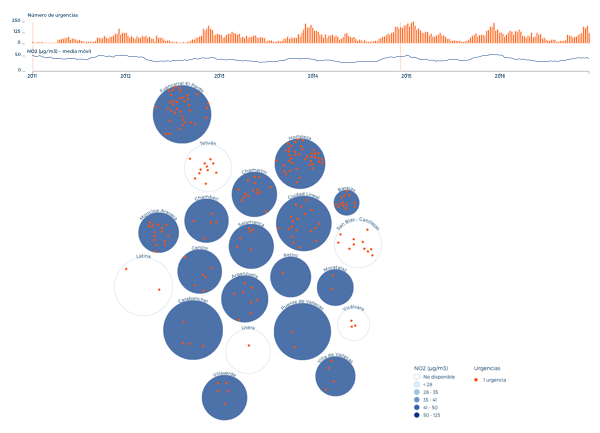 Número de urgencias
250
125
0
NO2 (µg/m3) - media móvil
50
0
2011
2012
2013
2014
2015
2016
Fuencarral-El Pardo
Tetuán
Hortaleza
Chamartín
Barajas
Chamberí
Ciudad Lineal
Moncloa-Aravaca
Salamanca
San Blas - Canillejas
Centro
Retiro
Latina
Moratalaz
Arganzuela
Carabanchel
Puente de Vallecas
Vicálvaro
Usera
Villa de Vallecas
Villaverde
NO2 (µg/m3)
No disponible
< 28
28 - 35
35 - 41
41 - 50
50 - 125
Urgencias
1 urgencia